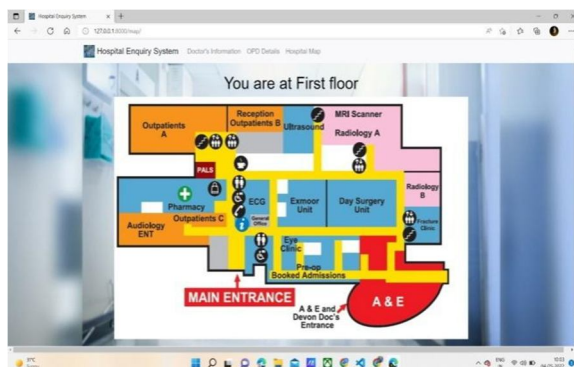 Hospital Enquiry System
127.0.0.1:8000/map/
Hospital Enquiry System Doctor's Information OPD Details Hospital Map
You are at First floor
Outpatients
A
Reception
Outpatients B
Ultrasound
MRI Scanner
Radiology A
PALS
Radiology
B
Pharmacy
Outpatients C
ECG
General
Office
Exmoor
Unit
Day Surgery
Unit
Fracture
Clinic
Audiology
ENT
Eye
Clinic
Pre-op
Booked Admissions
MAIN ENTRANCE
A & E
A & E and
Devon Doc's
Entrance
ENG